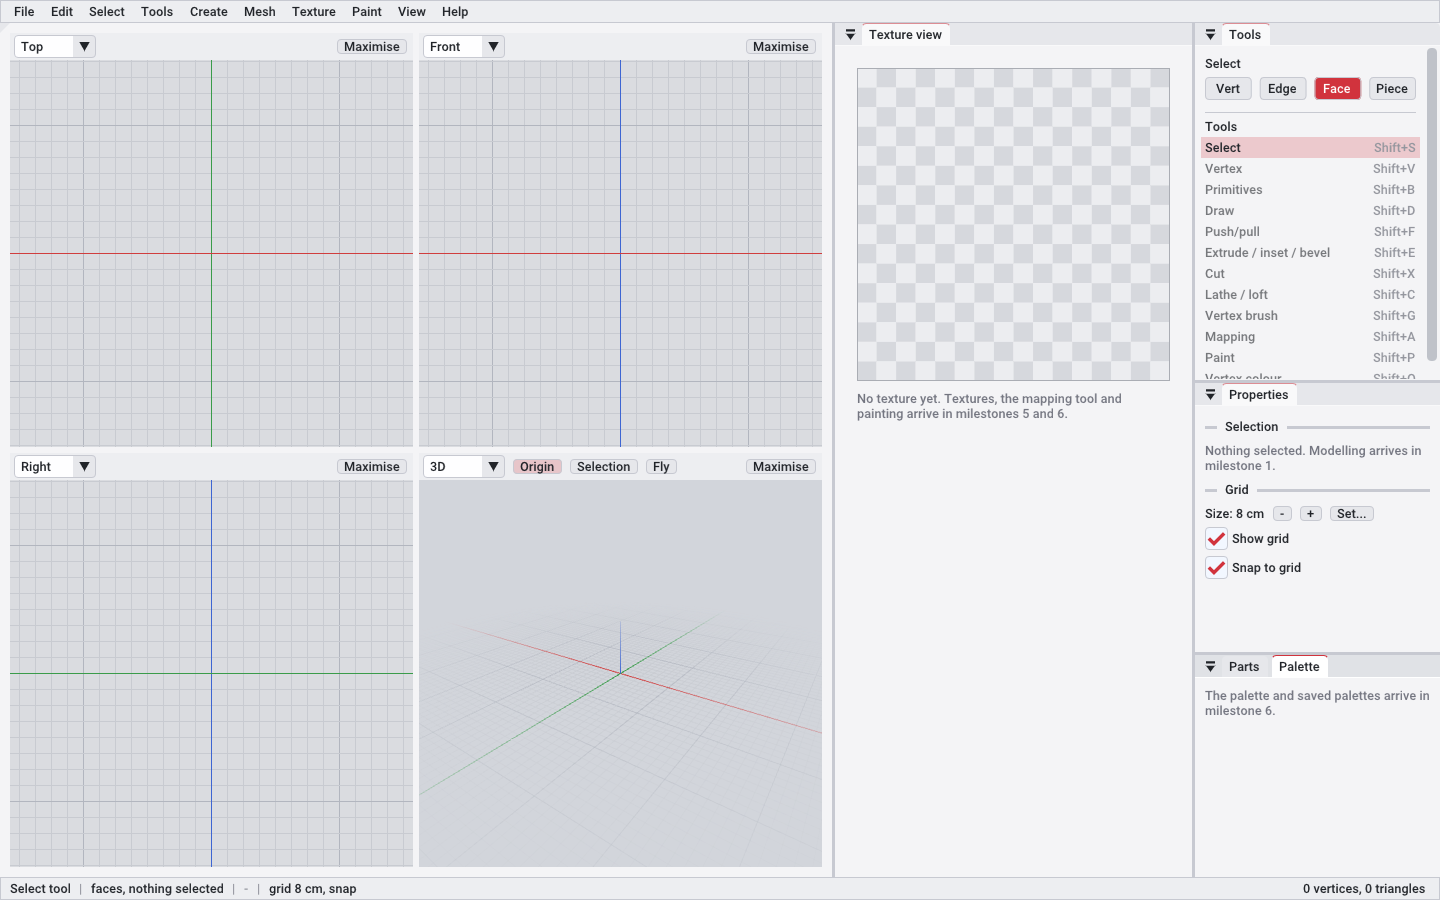 File Edit Select Tools Create Mesh Texture Paint View Help
Top Maximise
Front Maximise
Right Maximise
3D Origin Selection Fly Maximise
Texture view
No texture yet. Textures, the mapping tool and
painting arrive in milestones 5 and 6.
Tools
Select
Vert Edge Face Piece
Tools
Select Shift+S
Vertex Shift+V
Primitives Shift+B
Draw Shift+D
Push/pull Shift+F
Extrude / inset / bevel Shift+E
Cut Shift+X
Lathe / loft Shift+C
Vertex brush Shift+G
Mapping Shift+A
Paint Shift+P
Vertex colour
Properties
Selection
Nothing selected. Modelling arrives in
milestone 1.
Grid
Size: 8 cm - + Set...
Show grid
Snap to grid
Parts Palette
The palette and saved palettes arrive in
milestone 6.
Select tool | faces, nothing selected | - | grid 8 cm, snap
0 vertices, 0 triangles